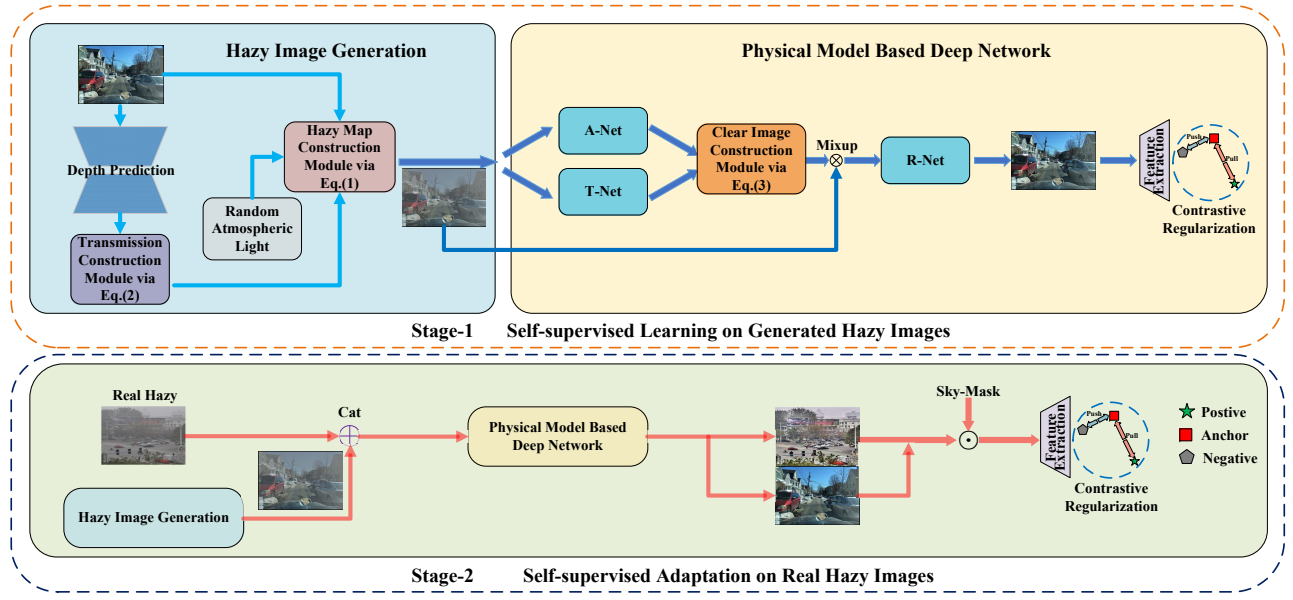 Hazy Image Generation
Physical Model Based Deep Network
Depth Prediction
Transmission
Construction
Module via
Eq.(2)
Random
Atmospheric
Light
Hazy Map
Construction
Module via
Eq.(1)
A-Net
T-Net
Clear Image
Construction
Module via
Eq.(3)
Mixup
R-Net
Feature
Extraction
Push
Pull
Contrastive
Regularization
Stage-1 Self-supervised Learning on Generated Hazy Images
Real Hazy
Cat
Hazy Image Generation
Physical Model Based
Deep Network
Sky-Mask
Feature
Extraction
Push
Pull
Contrastive
Regularization
Postive
Anchor
Negative
Stage-2 Self-supervised Adaptation on Real Hazy Images